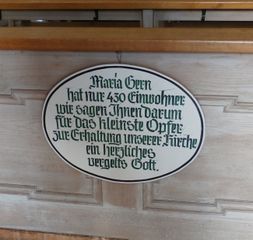 Maria Gern
hat nur 430 Einwohner
wir sagen Ihnen darum
für das kleinste Opfer
zur Erhaltung unserer Kirche
ein herzliches
vergelts Gott.